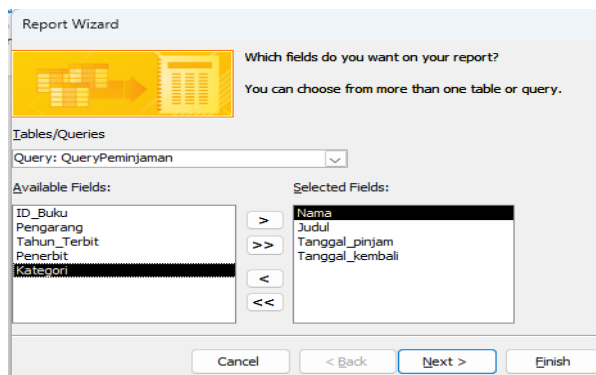 Report Wizard
Which fields do you want on your report?
You can choose from more than one table or query.
Tables/Queries
Query: QueryPeminjaman
Available Fields:
Selected Fields:
ID_Buku
Pengarang
Tahun_Terbit
Penerbit
Kategori
>
>>
<
<<
Nama
Judul
Tanggal_pinjam
Tanggal_kembali
Cancel
< Back
Next >
Finish